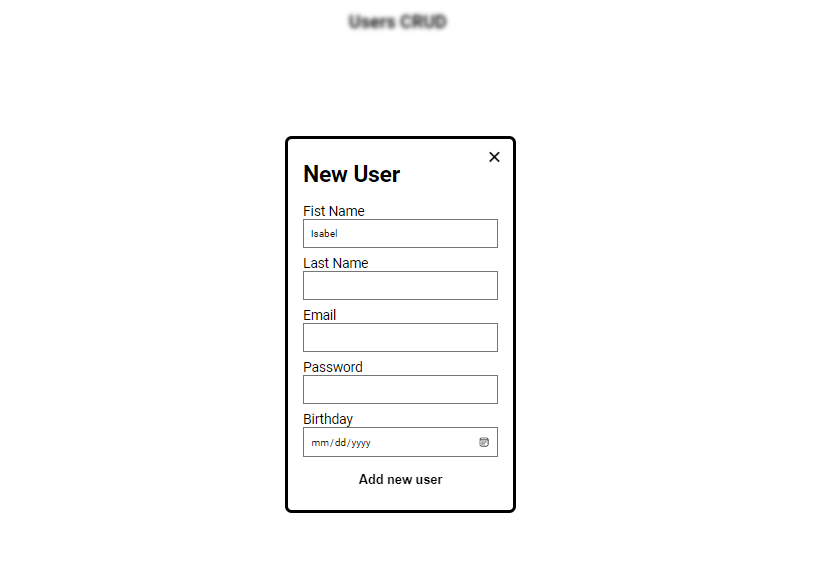 Users CRUD
New User
Fist Name
Isabel
Last Name
Email
Password
Birthday
mm/dd/yyyy
Add new user